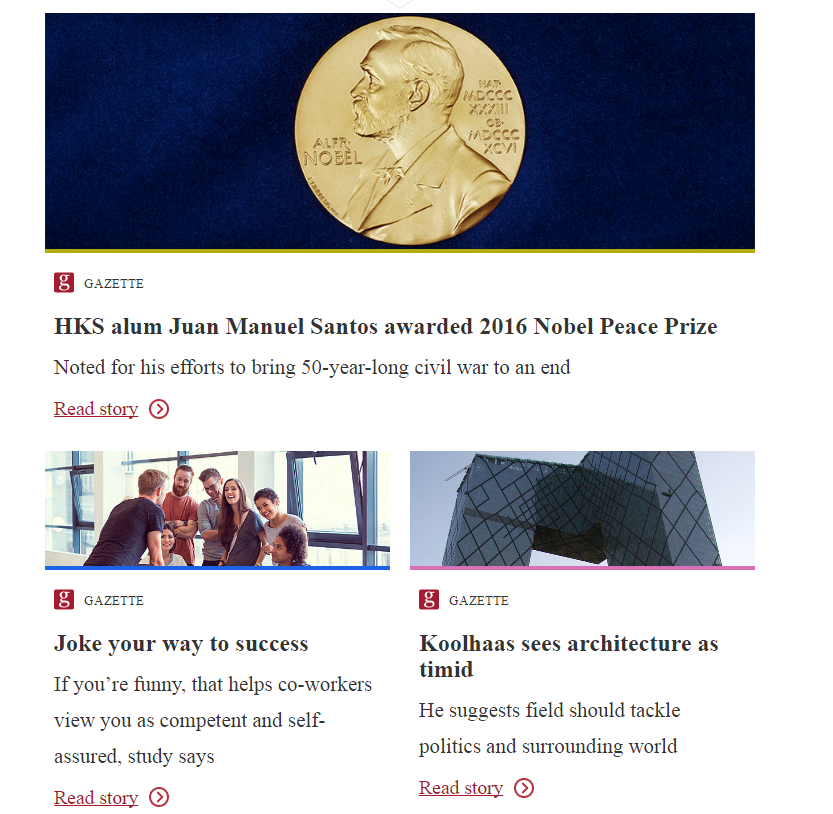 ALFR·
NOBEL
NAT·
MDCCC
XXXIII
OB·
MDCCC
XCVI
g GAZETTE
HKS alum Juan Manuel Santos awarded 2016 Nobel Peace Prize
Noted for his efforts to bring 50-year-long civil war to an end
Read story
g GAZETTE
Joke your way to success
If you’re funny, that helps co-workers
view you as competent and self-
assured, study says
Read story
g GAZETTE
Koolhaas sees architecture as
timid
He suggests field should tackle
politics and surrounding world
Read story